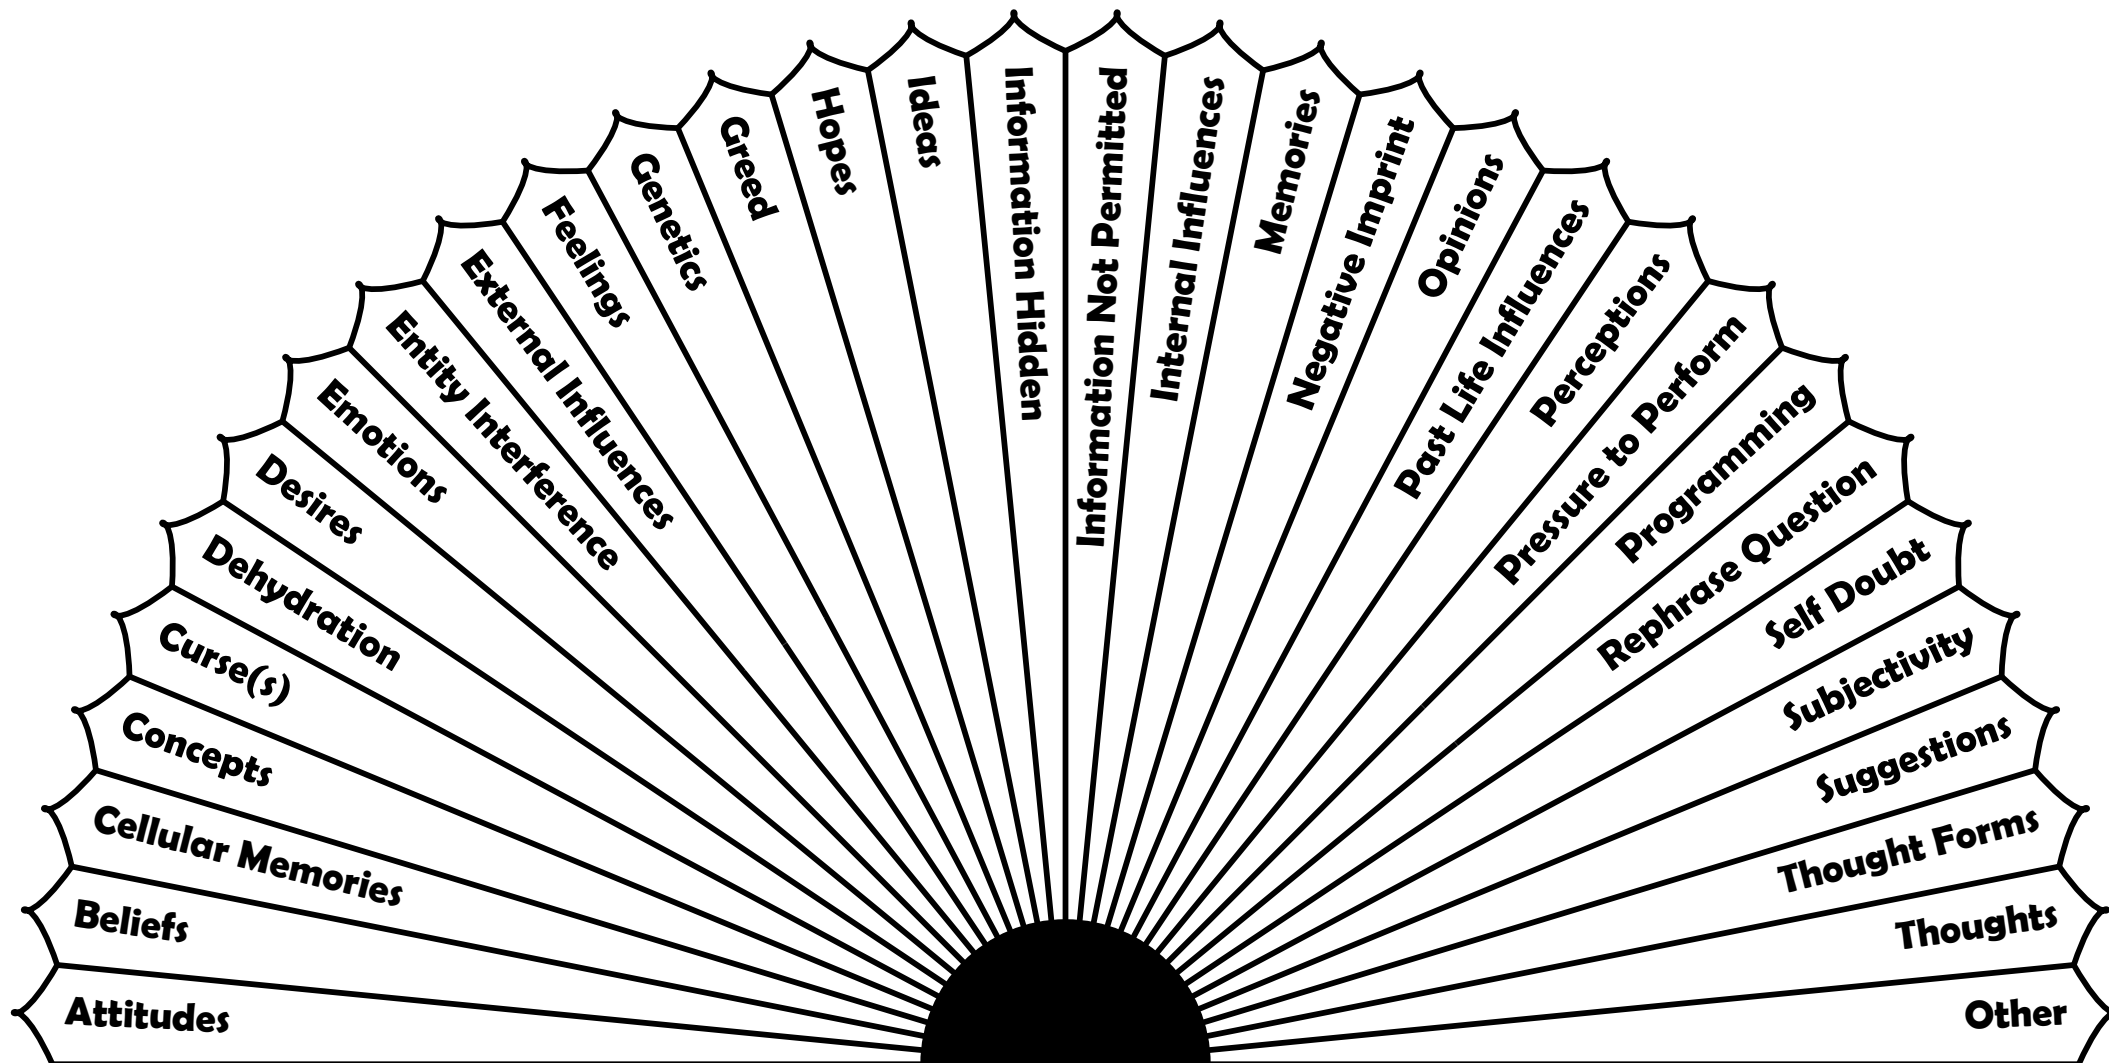 Attitudes
Beliefs
Cellular Memories
Concepts
Curse(s)
Dehydration
Desires
Emotions
Entity Interference
External Influences
Feelings
Genetics
Greed
Hopes
Ideas
Information Hidden
Information Not Permitted
Internal Influences
Memories
Negative Imprint
Opinions
Past Life Influences
Perceptions
Pressure to Perform
Programming
Rephrase Question
Self Doubt
Subjectivity
Suggestions
Thought Forms
Thoughts
Other